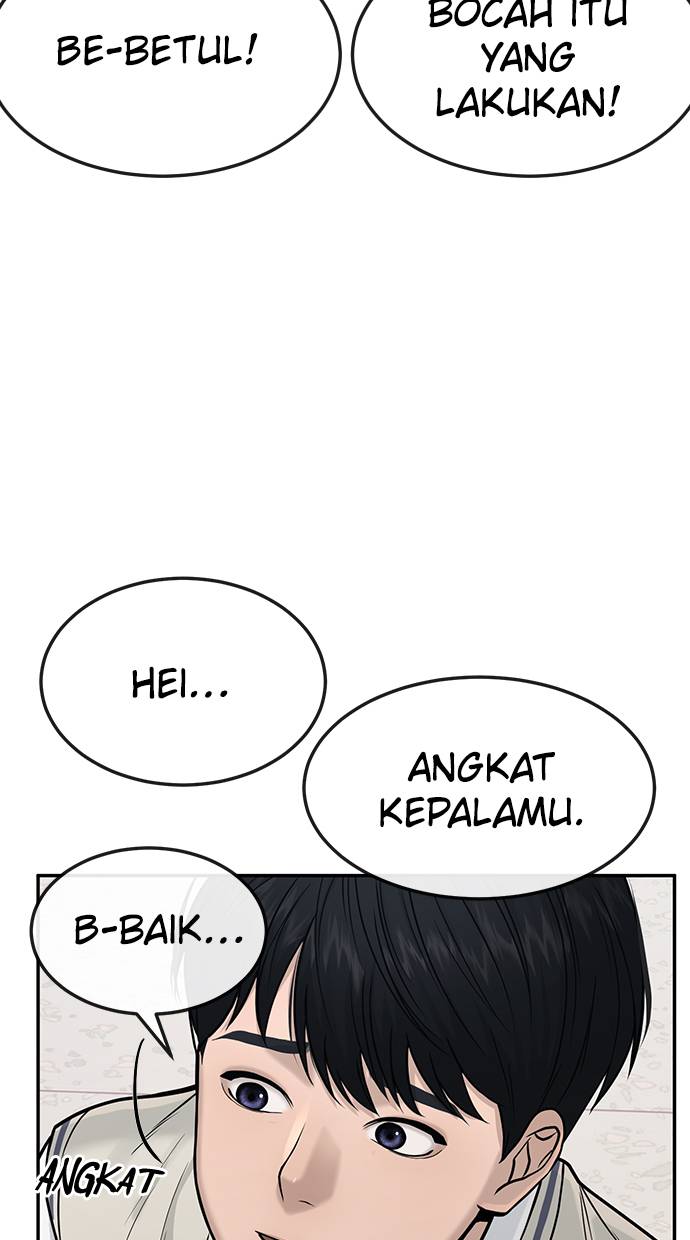 BE-BETUL!
BOCAH ITU
YANG
LAKUKAN!
HEI...
ANGKAT
KEPALAMU.
B-BAIK...
ANGKAT